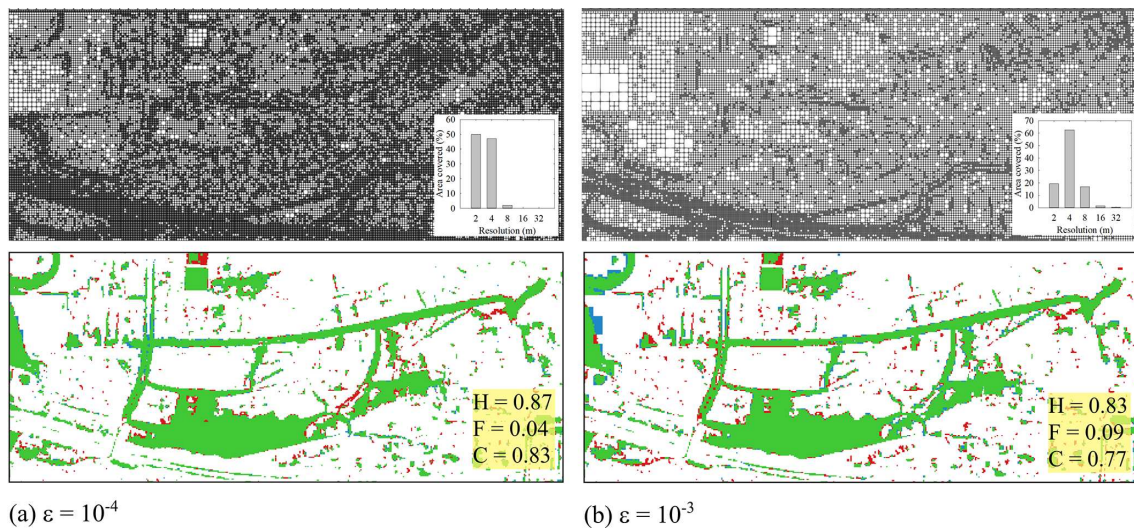 60
50
40
30
20
10
0
Area covered (%)
2 4 8 16 32
Resolution (m)
70
60
50
40
30
20
10
0
Area covered (%)
2 4 8 16 32
Resolution (m)
H = 0.87
F = 0.04
C = 0.83
H = 0.83
F = 0.09
C = 0.77
(a) ε = 10⁻⁴
(b) ε = 10⁻³